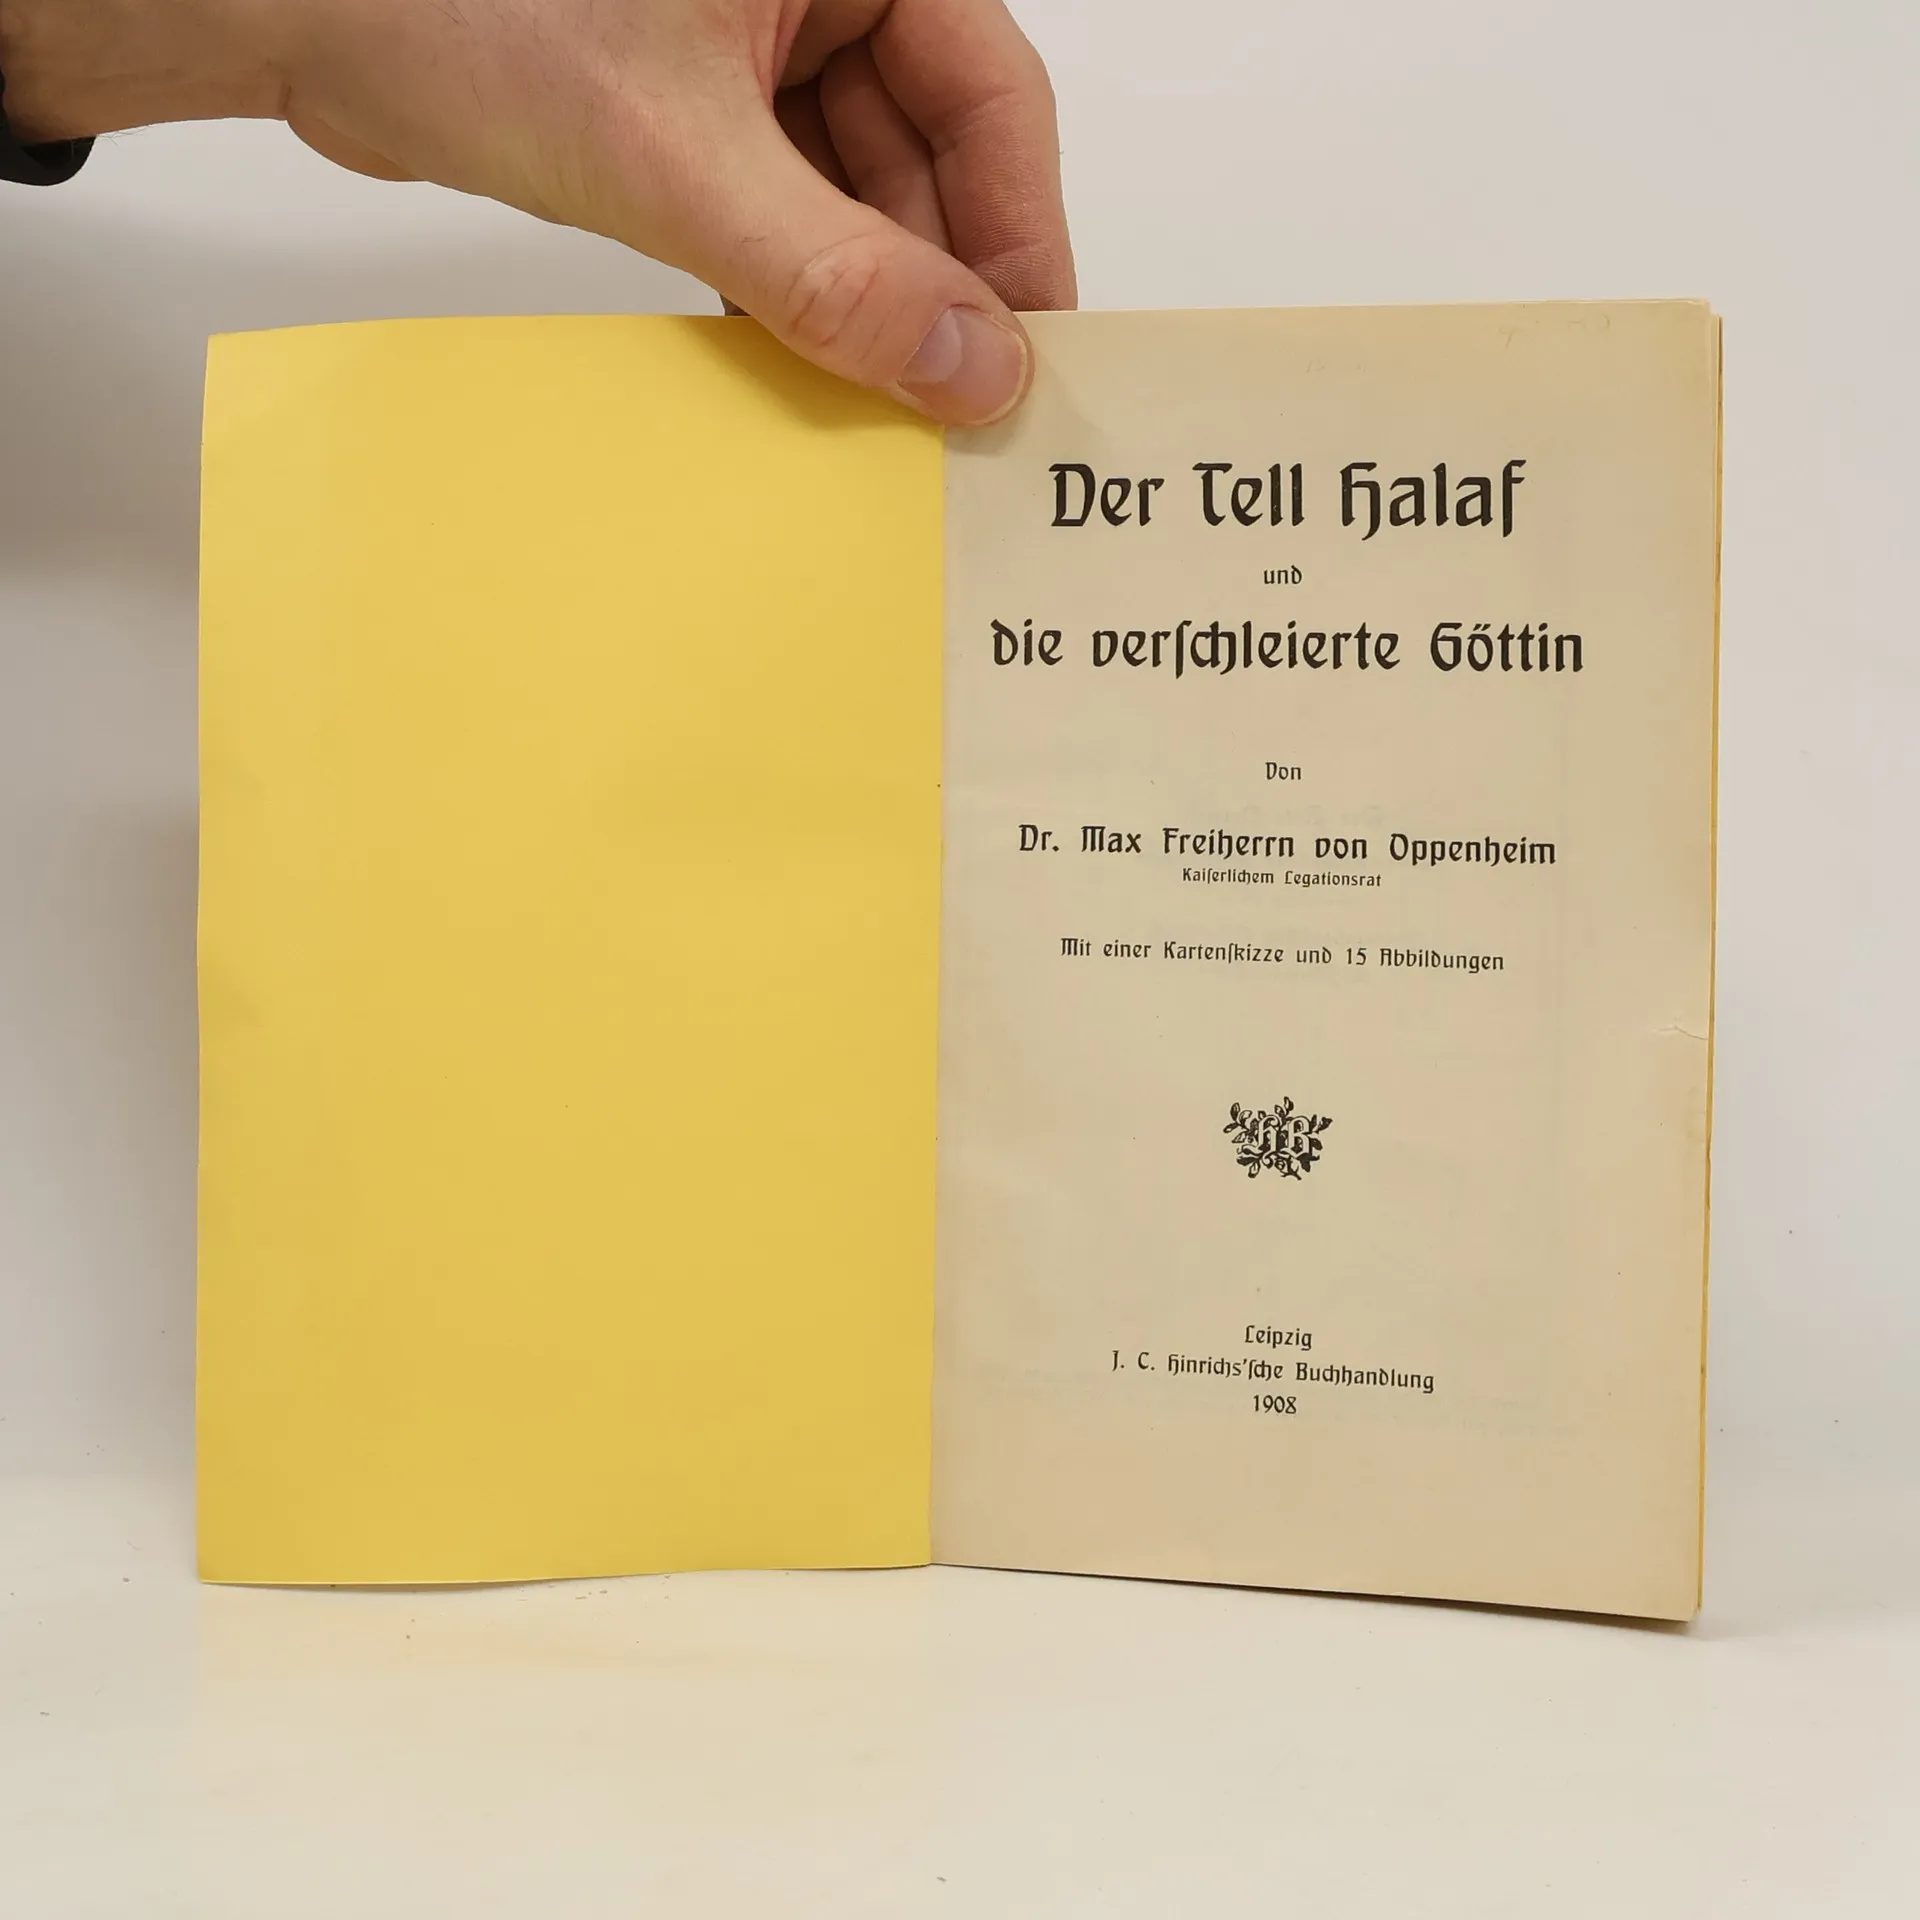 Der Tell Halaf
und
die verſchleierte Göttin
Von
Dr. Max Freiherrn von Oppenheim
Kaiſerlichem Legationsrat
Mit einer Kartenſkizze und 15 Abbildungen
HB
Leipzig
J. C. Hinrichs'ſche Buchhandlung
1908